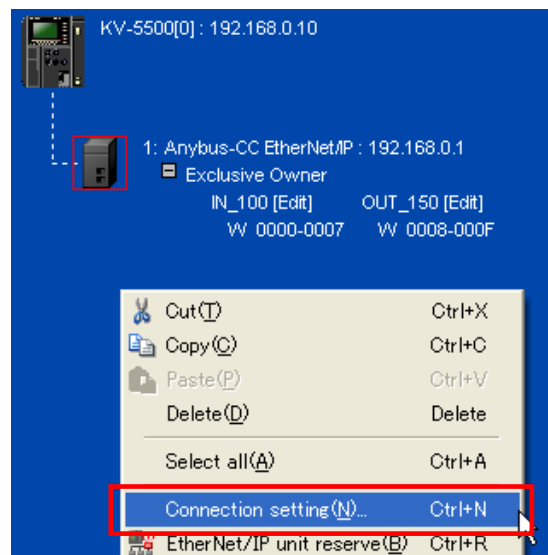 KV-5500[0] : 192.168.0.10
1: Anybus-CC EtherNet/IP : 192.168.0.1
Exclusive Owner
IN_100 [Edit] OUT_150 [Edit]
W 0000-0007 W 0008-000F
Cut(T) Ctrl+X
Copy(C) Ctrl+C
Paste(P) Ctrl+V
Delete(D) Delete
Select all(A) Ctrl+A
Connection setting(N)... Ctrl+N
EtherNet/IP unit reserve(B) Ctrl+R